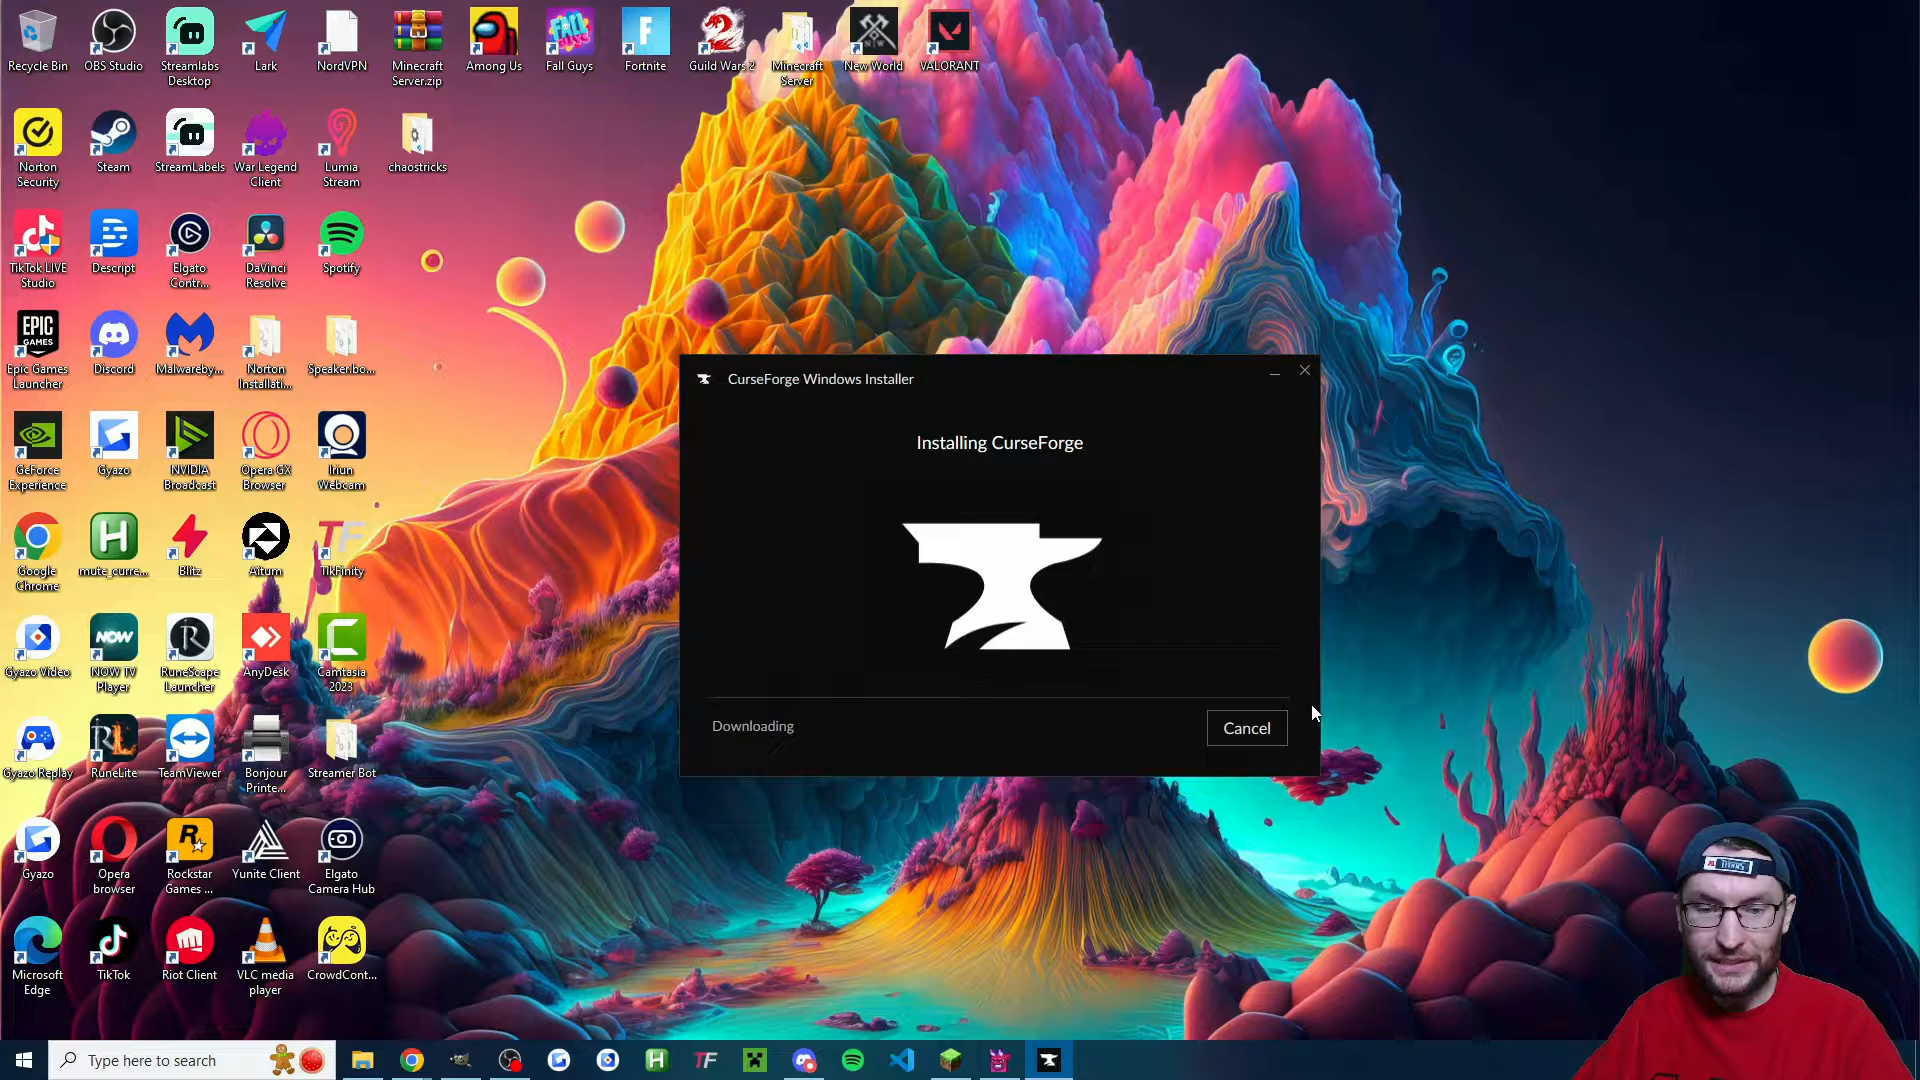 Recycle Bin
OBS Studio
Streamlabs
Desktop
Lark
NordVPN
Minecraft
Server.zip
Among Us
Fall Guys
Fortnite
Guild Wars 2
Minecraft
Server
New World
VALORANT
Norton
Security
Steam
StreamLabels
War Legend
Client
Lumia
Stream
chaostricks
TikTok LIVE
Studio
Descript
Elgato
Contr...
DaVinci
Resolve
Spotify
EPIC
GAMES
Epic Games
Launcher
Discord
Malwareby...
Norton
Installati...
Speakerbo...
GeForce
Experience
Gyazo
NVIDIA
Broadcast
Opera GX
Browser
Iriun
Webcam
Google
Chrome
mute_curre...
Blitz
Aitum
TF
TikFinity
Gyazo Video
NOW
NOW TV
Player
RuneScape
Launcher
AnyDesk
Camtasia
2023
Gyazo Replay
RL
RuneLite
TeamViewer
Bonjour
Printe...
Streamer Bot
Gyazo
Opera
browser
Rockstar
Games ...
Yunite Client
Elgato
Camera Hub
Microsoft
Edge
TikTok
Riot Client
VLC media
player
CrowdCont...
CurseForge Windows Installer
Installing CurseForge
Downloading
Cancel
Type here to search
TF